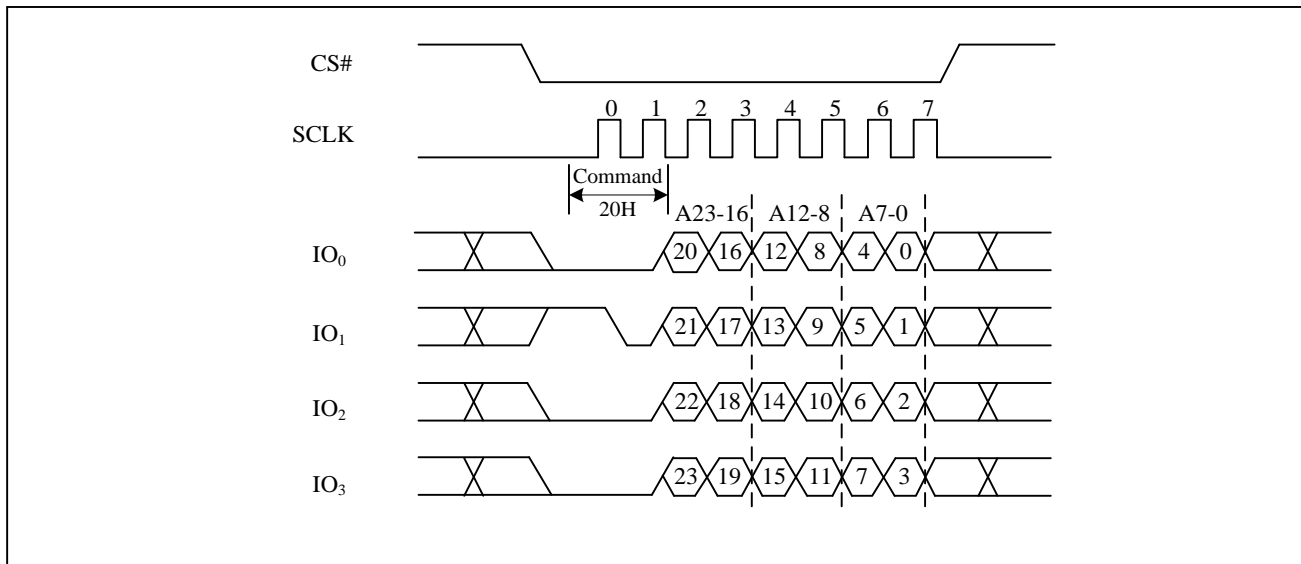 CS#
0 1 2 3 4 5 6 7
SCLK
Command
20H
A23-16 A12-8 A7-0
IO₀ 20 16 12 8 4 0
IO₁ 21 17 13 9 5 1
IO₂ 22 18 14 10 6 2
IO₃ 23 19 15 11 7 3